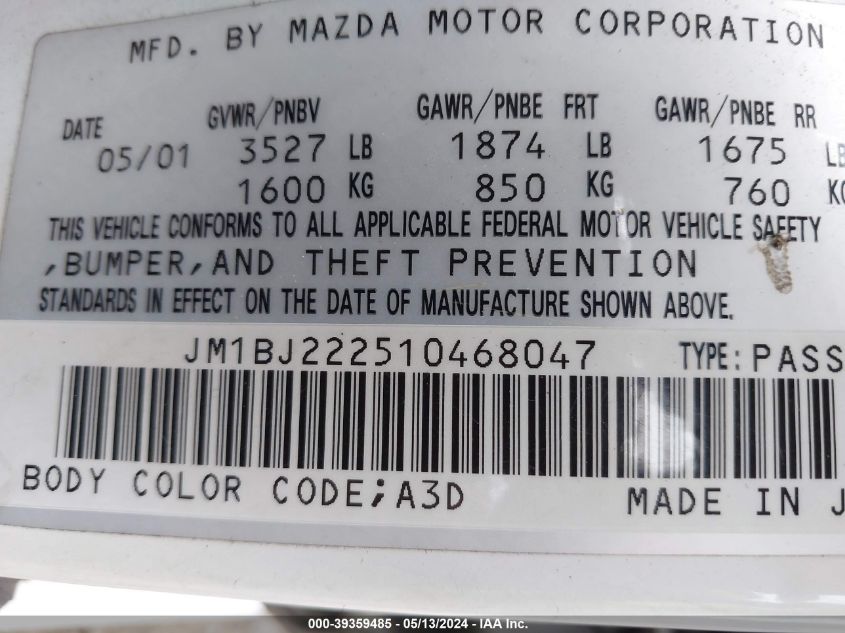 MFD. BY MAZDA MOTOR CORPORATION
DATE GVWR/PNBV GAWR/PNBE FRT GAWR/PNBE RR
05/01 3527 LB 1874 LB 1675 LB
1600 KG 850 KG 760 KG
THIS VEHICLE CONFORMS TO ALL APPLICABLE FEDERAL MOTOR VEHICLE SAFETY
,BUMPER,AND THEFT PREVENTION
STANDARDS IN EFFECT ON THE DATE OF MANUFACTURE SHOWN ABOVE.
JM1BJ222510468047 TYPE:PASS
BODY COLOR CODE;A3D
MADE IN J
000-39359485 - 05/13/2024 - IAA Inc.